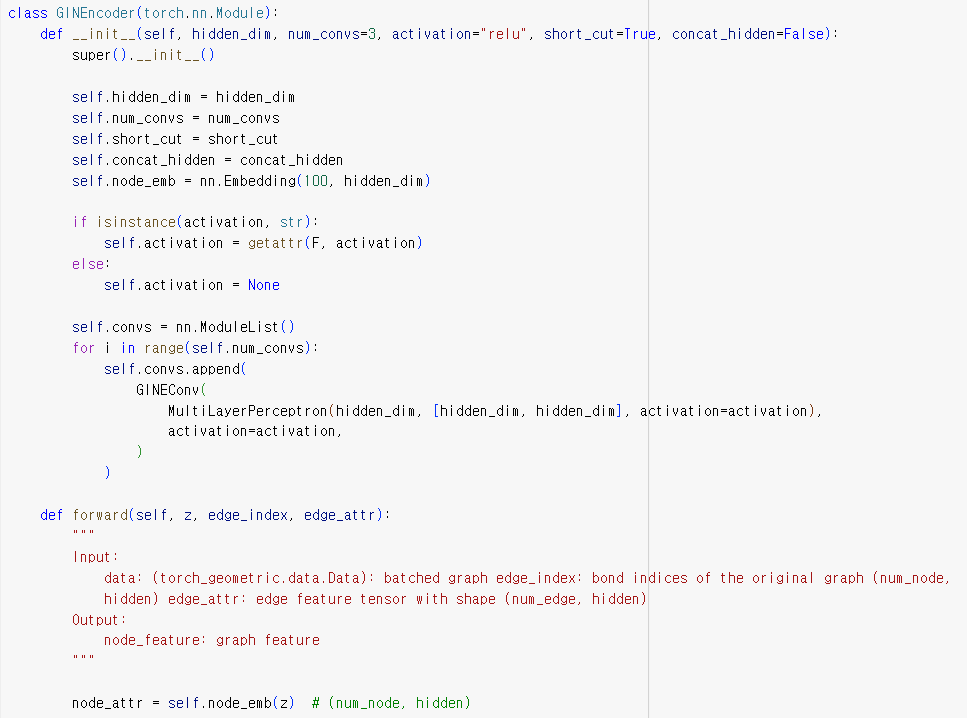 class GINEncoder(torch.nn.Module):
    def __init__(self, hidden_dim, num_convs=3, activation="relu", short_cut=True, concat_hidden=False):
        super().__init__()

        self.hidden_dim = hidden_dim
        self.num_convs = num_convs
        self.short_cut = short_cut
        self.concat_hidden = concat_hidden
        self.node_emb = nn.Embedding(100, hidden_dim)

        if isinstance(activation, str):
            self.activation = getattr(F, activation)
        else:
            self.activation = None

        self.convs = nn.ModuleList()
        for i in range(self.num_convs):
            self.convs.append(
                GINEConv(
                    MultiLayerPerceptron(hidden_dim, [hidden_dim, hidden_dim], activation=activation),
                    activation=activation,
                )
            )

    def forward(self, z, edge_index, edge_attr):
        """
        Input:
            data: (torch_geometric.data.Data): batched graph edge_index: bond indices of the original graph (num_node,
            hidden) edge_attr: edge feature tensor with shape (num_edge, hidden)
        Output:
            node_feature: graph feature
        """

        node_attr = self.node_emb(z)  # (num_node, hidden)